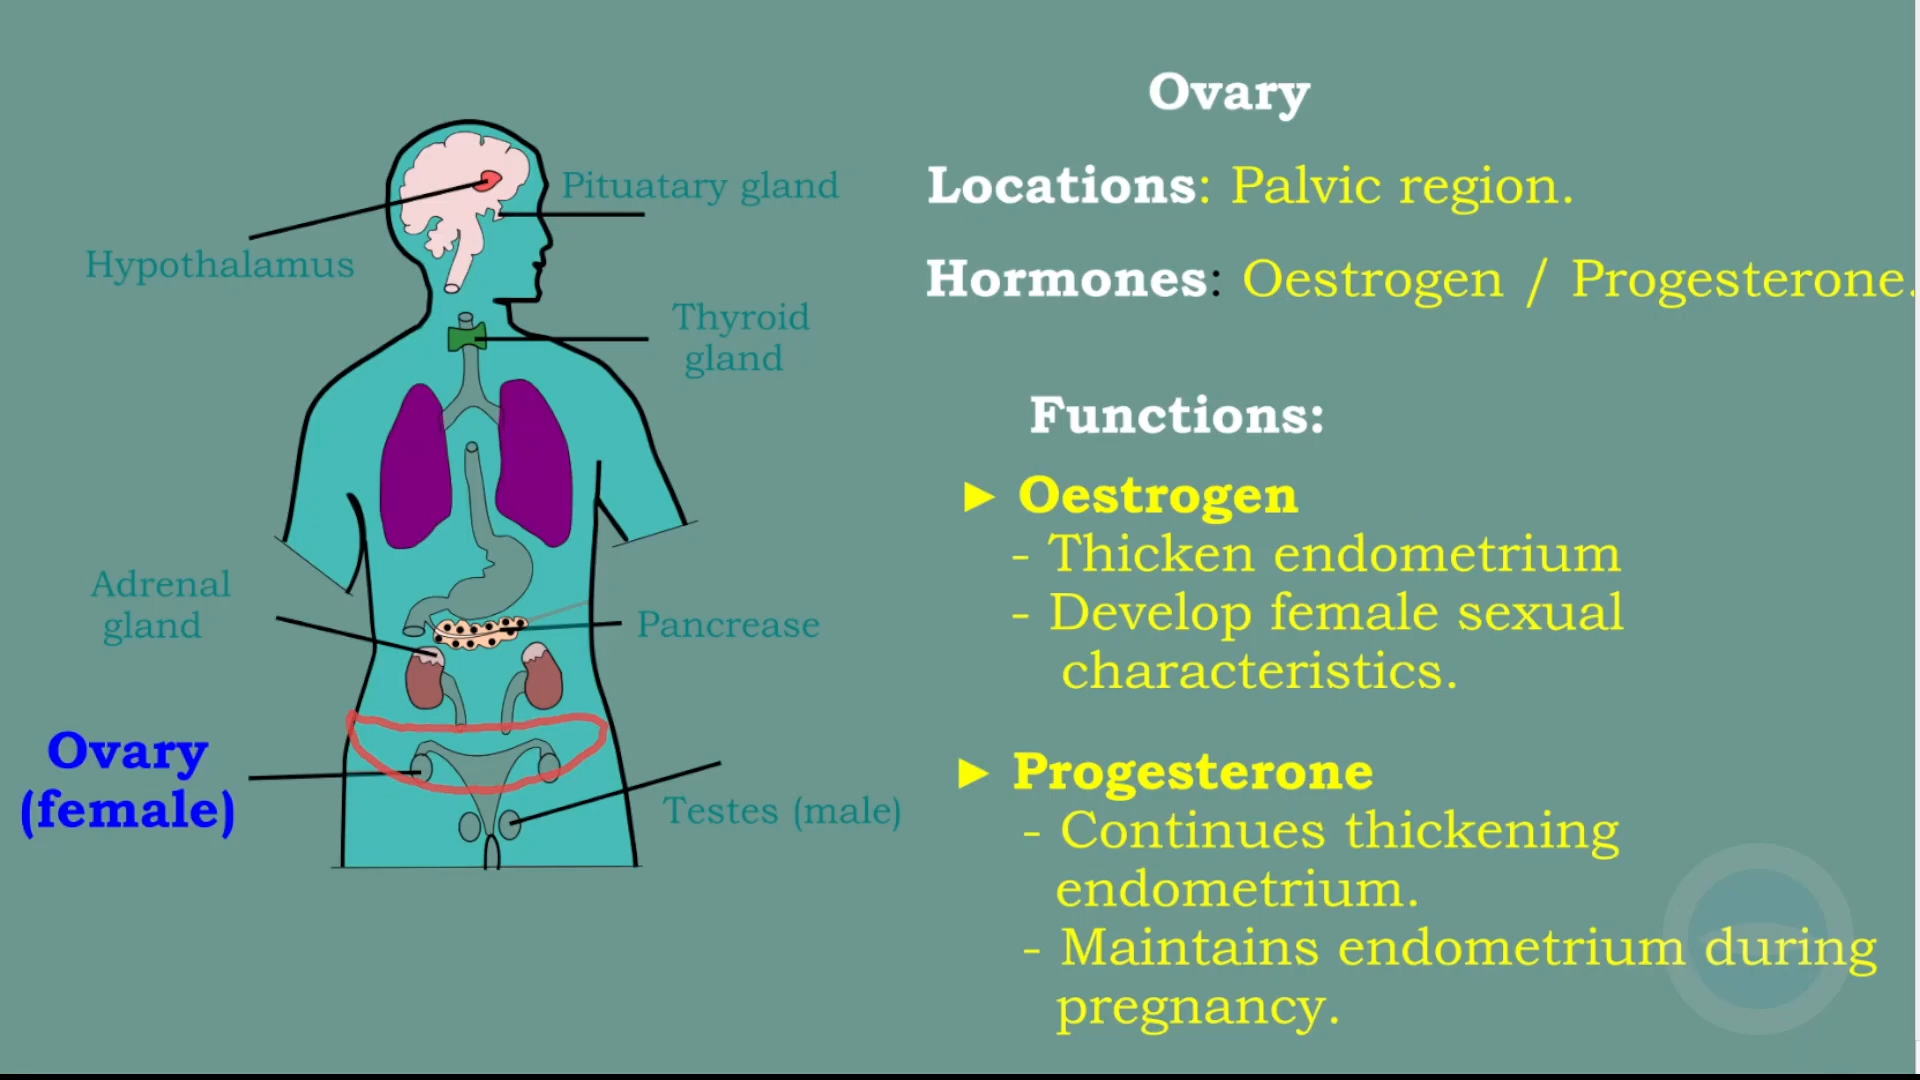 Pituatary gland
Hypothalamus
Thyroid
gland
Adrenal
gland
Pancrease
Ovary
(female)
Testes (male)
Ovary
Locations: Palvic region.
Hormones: Oestrogen / Progesterone.
Functions:
► Oestrogen
- Thicken endometrium
- Develop female sexual
characteristics.
► Progesterone
- Continues thickening
endometrium.
- Maintains endometrium during
pregnancy.